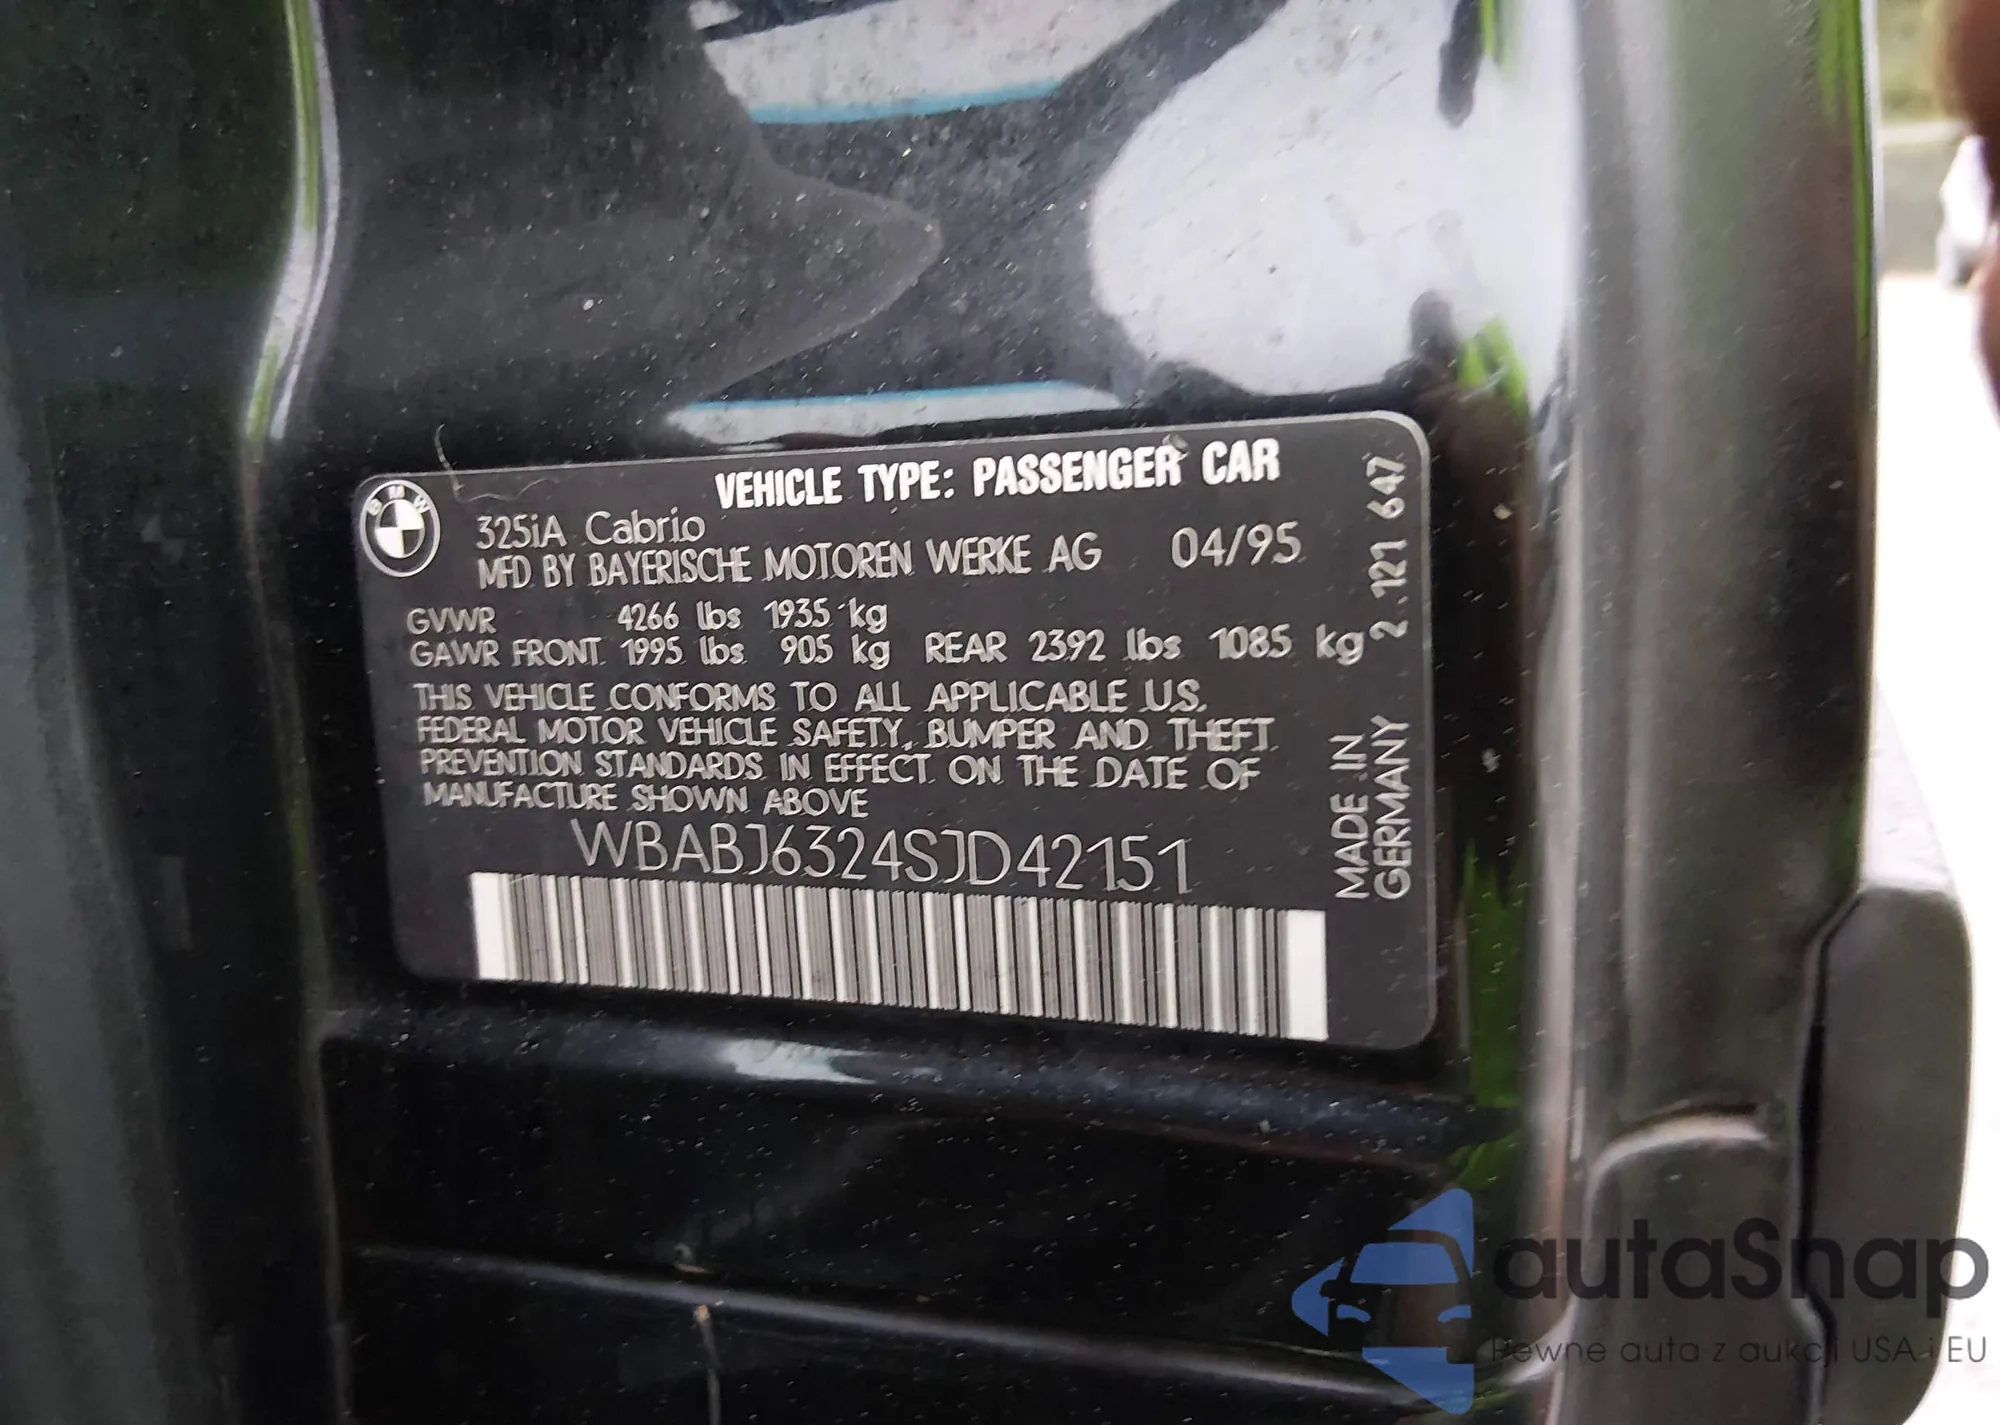 BMW
VEHICLE TYPE: PASSENGER CAR
325iA Cabrio
MFD BY BAYERISCHE MOTOREN WERKE AG 04/95
GVWR 4266 lbs 1935 kg
GAWR FRONT 1995 lbs 905 kg REAR 2392 lbs 1085 kg
THIS VEHICLE CONFORMS TO ALL APPLICABLE U.S.
FEDERAL MOTOR VEHICLE SAFETY, BUMPER AND THEFT
PREVENTION STANDARDS IN EFFECT ON THE DATE OF
MANUFACTURE SHOWN ABOVE
WBABJ6324SJD42151
2 121 647
MADE IN
GERMANY
autaSnap
Pewne auta z aukcji USA i EU